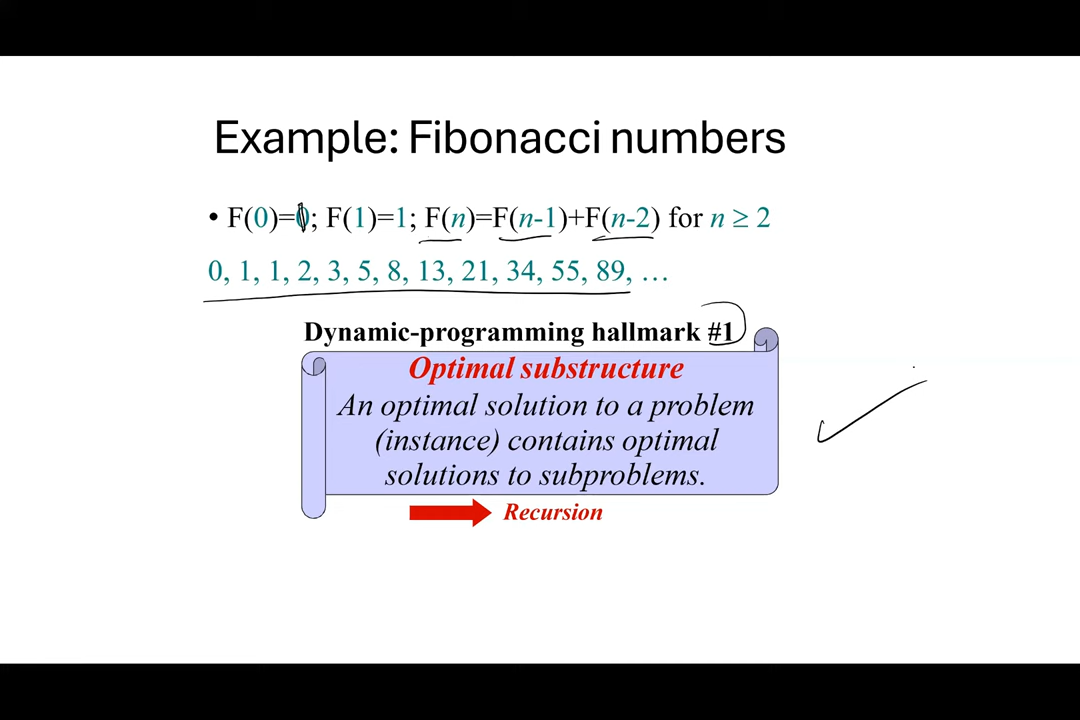 Example: Fibonacci numbers
• F(0)=0; F(1)=1; F(n)=F(n-1)+F(n-2) for n ≥ 2
0, 1, 1, 2, 3, 5, 8, 13, 21, 34, 55, 89, …
Dynamic-programming hallmark #1
Optimal substructure
An optimal solution to a problem
(instance) contains optimal
solutions to subproblems.
Recursion